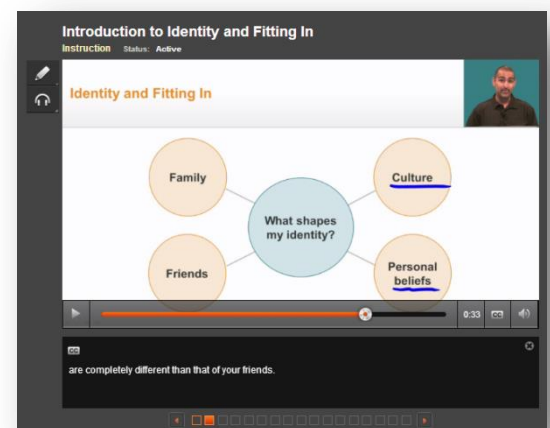 Introduction to Identity and Fitting In
Instruction Status: Active
Identity and Fitting In
Family
Culture
What shapes
my identity?
Friends
Personal
beliefs
0:33 CC
CC
are completely different than that of your friends.